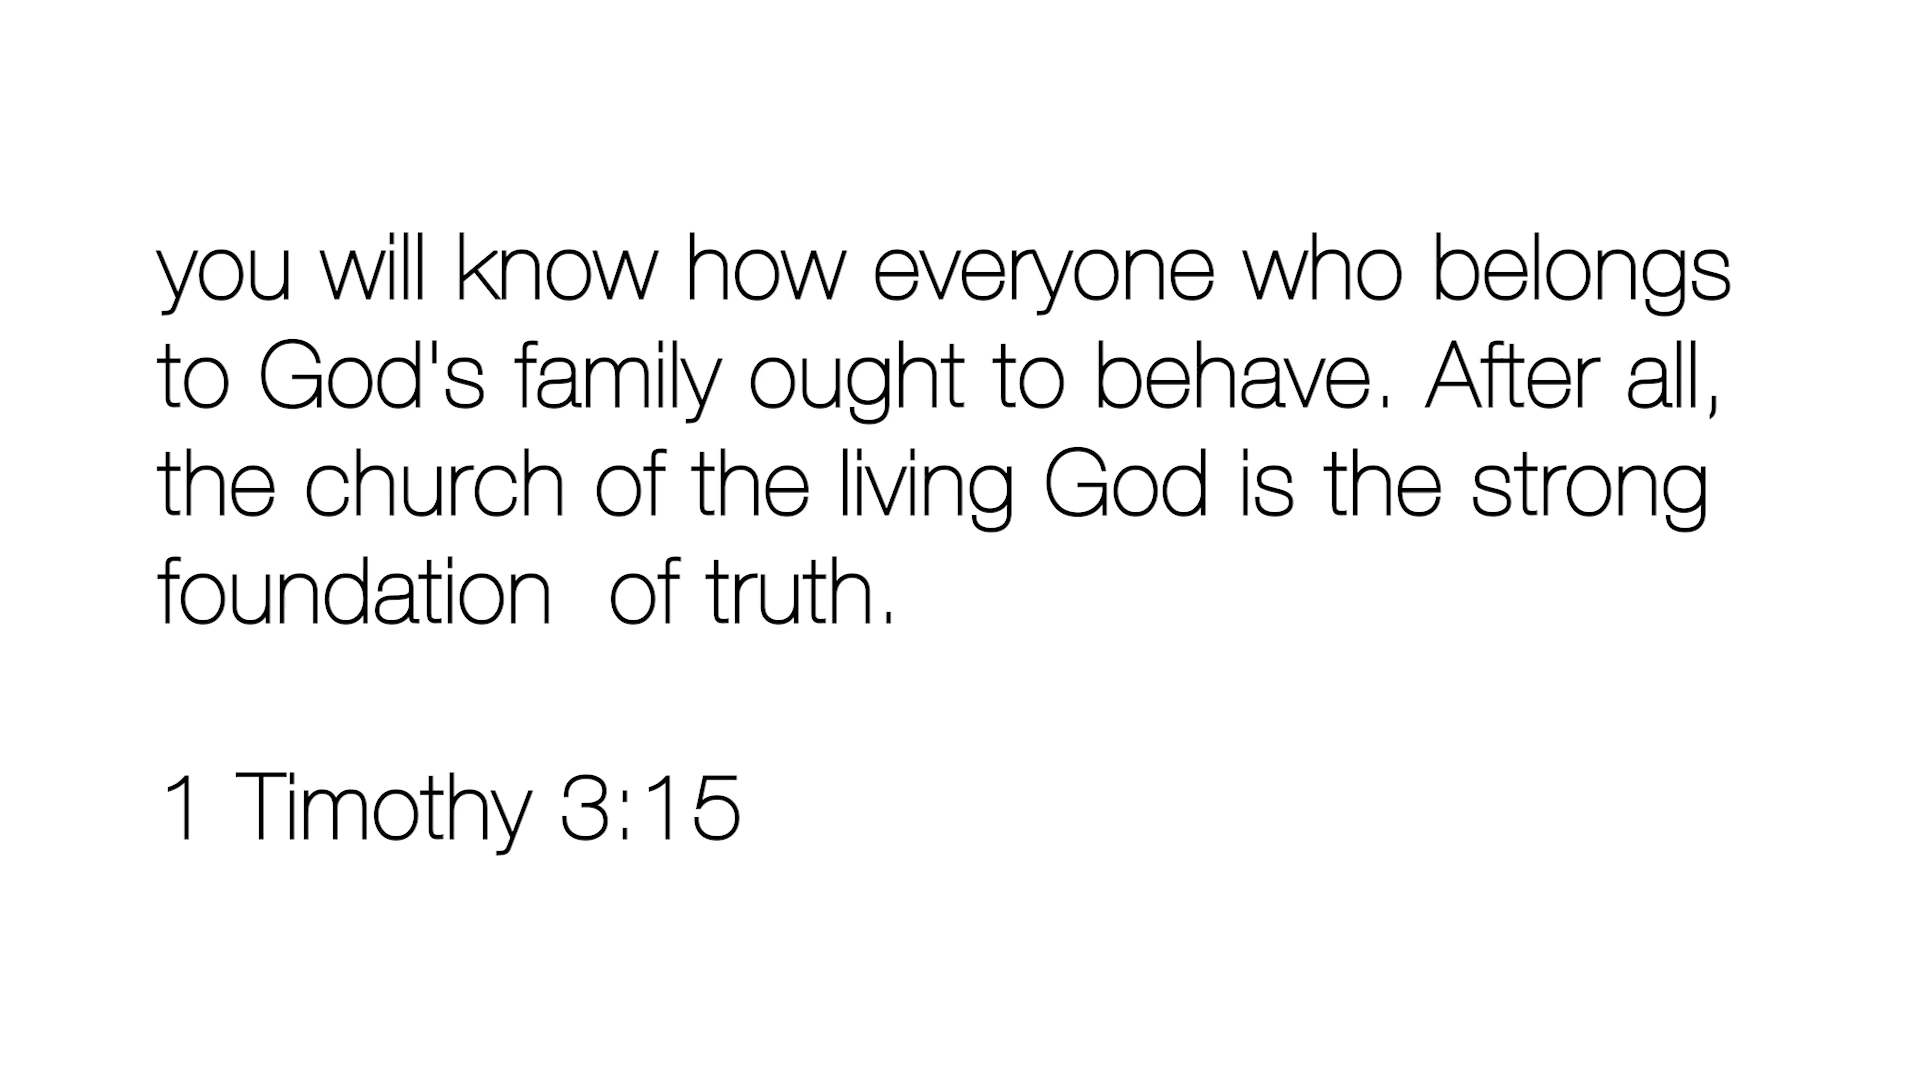 you will know how everyone who belongs
to God's family ought to behave. After all,
the church of the living God is the strong
foundation  of truth.
1 Timothy 3:15